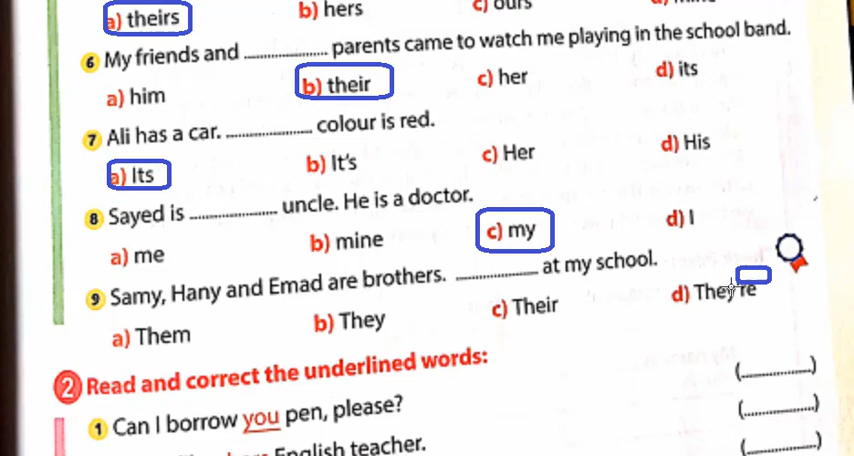 a) theirs b) hers c) ours
6 My friends and .................... parents came to watch me playing in the school band.
a) him b) their c) her d) its
7 Ali has a car. .................... colour is red.
a) Its b) It's c) Her d) His
8 Sayed is .................... uncle. He is a doctor.
a) me b) mine c) my d) I
9 Samy, Hany and Emad are brothers. .................... at my school.
a) Them b) They c) Their d) They're
2 Read and correct the underlined words:
1 Can I borrow you pen, please? (....................)
(....................)
English teacher. (....................)